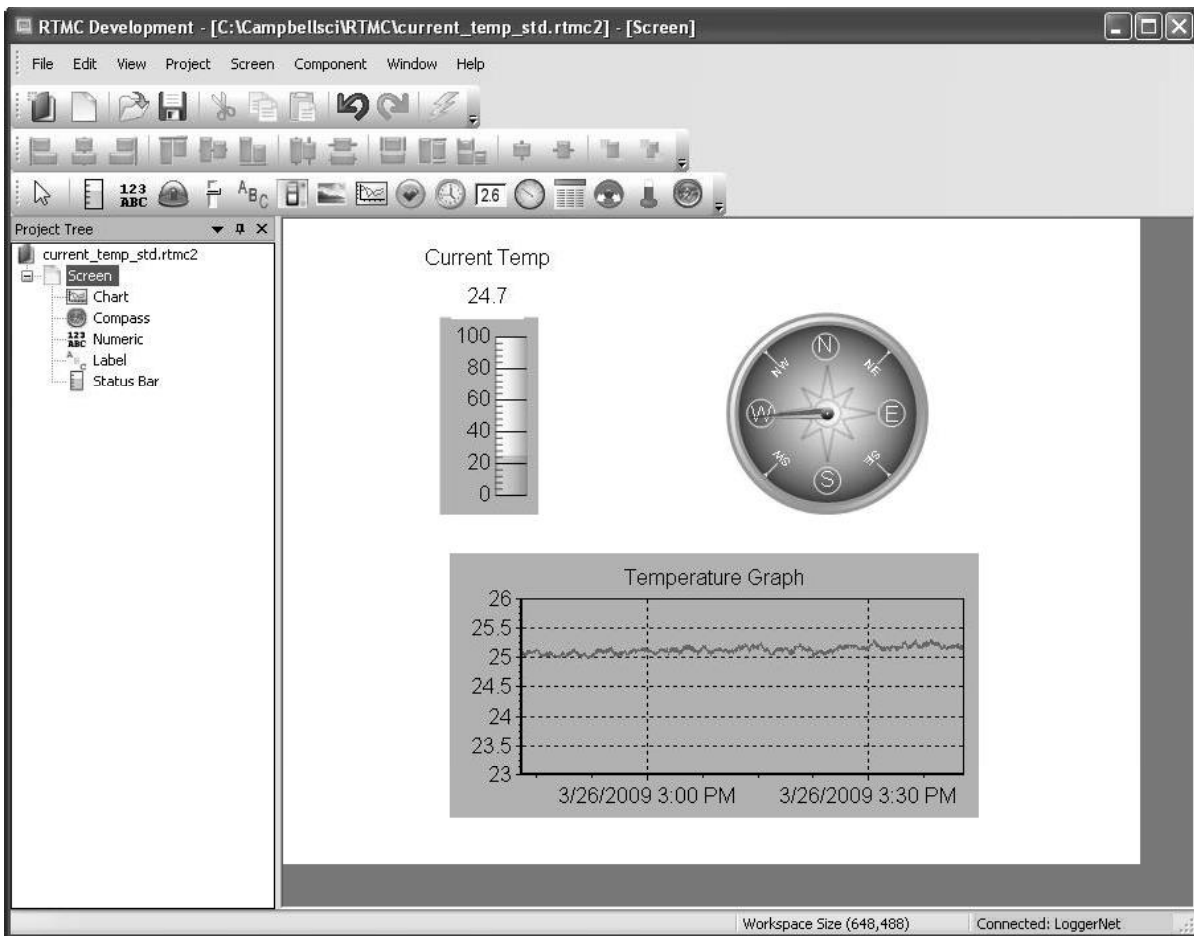 RTMC Development - [C:\Campbellsci\RTMC\current_temp_std.rtmc2] - [Screen]
File Edit View Project Screen Component Window Help
123 ABC
ABC
2.6
Project Tree
current_temp_std.rtmc2
Screen
Chart
Compass
123 ABC Numeric
ABC Label
Status Bar
Current Temp
24.7
100
80
60
40
20
0
N
NW NE
W E
SW SE
S
Temperature Graph
26
25.5
25
24.5
24
23.5
23
3/26/2009 3:00 PM 3/26/2009 3:30 PM
Workspace Size (648,488) Connected: LoggerNet